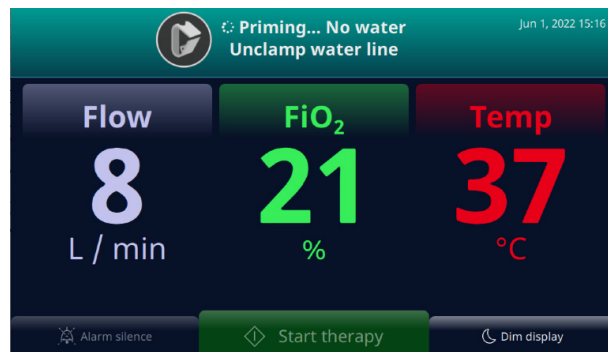 Priming... No water
Unclamp water line
Jun 1, 2022 15:16
Flow
FiO₂
Temp
8
21
37
L / min
%
°C
Alarm silence
Start therapy
Dim display